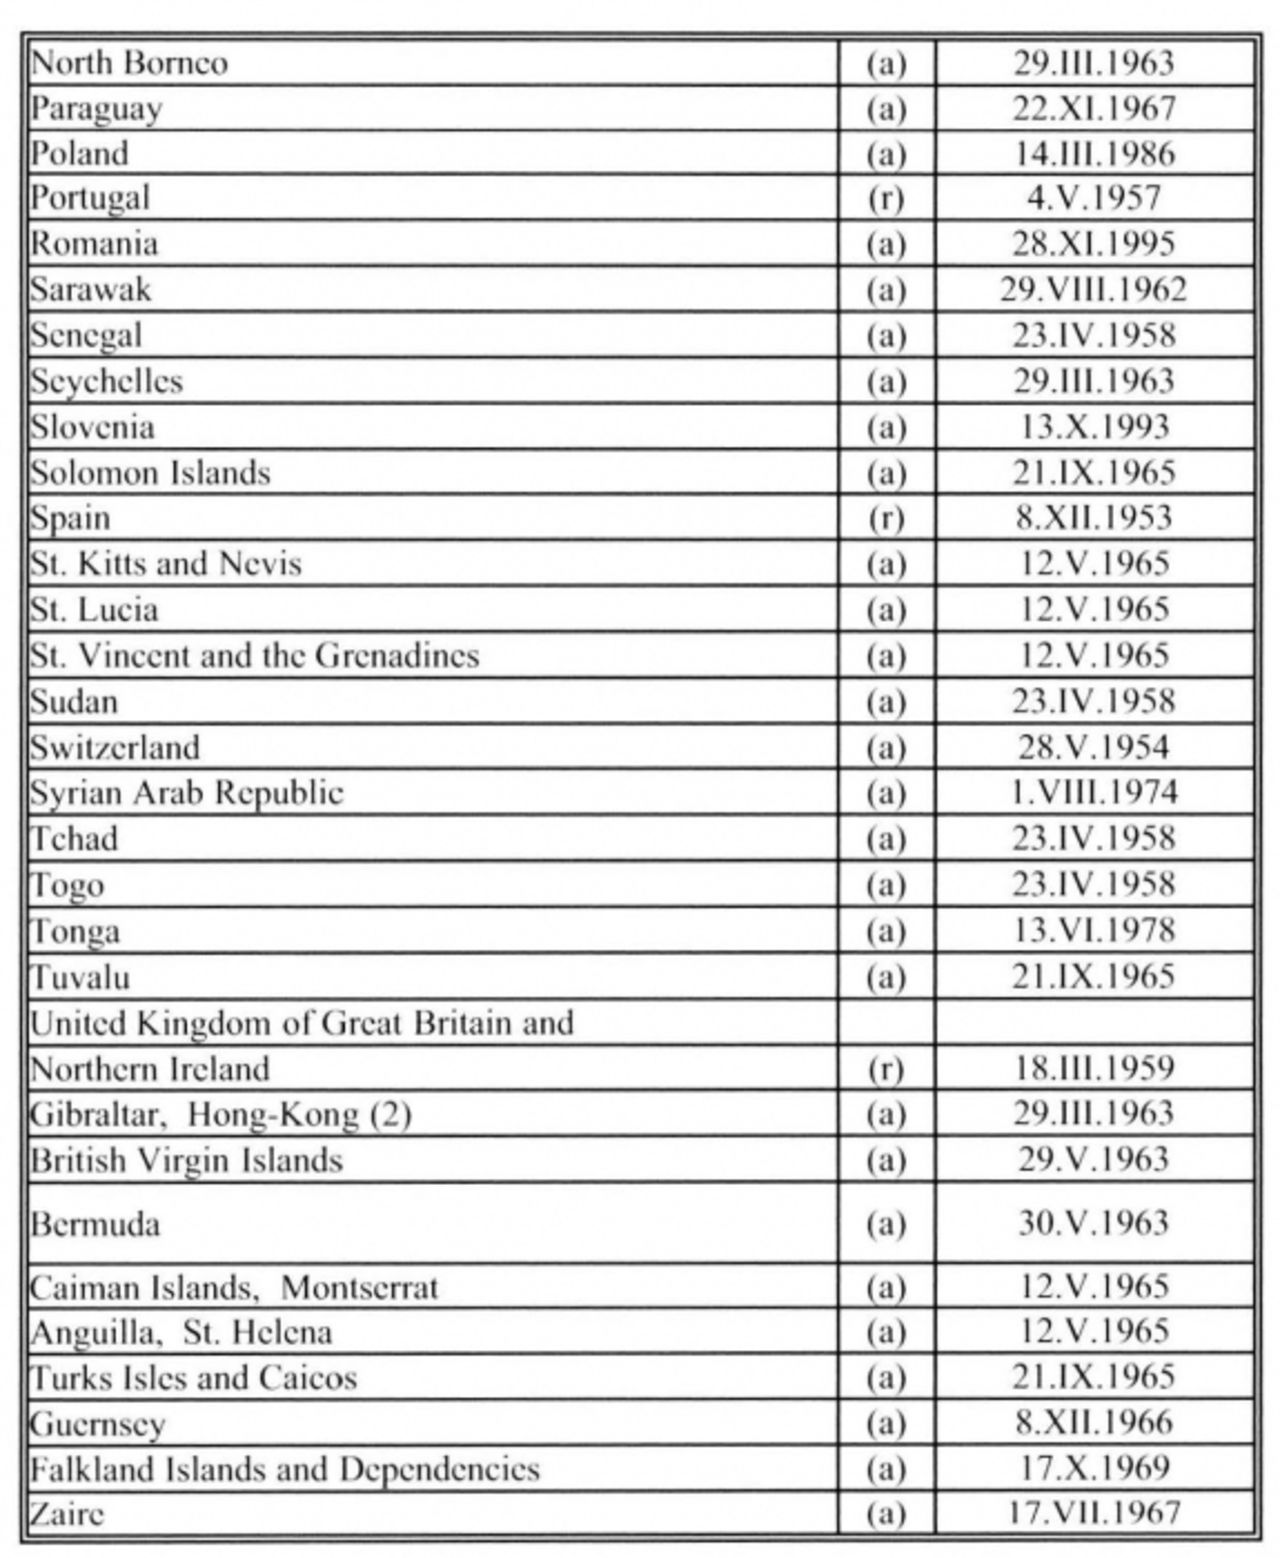 North Borneo (a) 29.III.1963
Paraguay (a) 22.XI.1967
Poland (a) 14.III.1986
Portugal (r) 4.V.1957
Romania (a) 28.XI.1995
Sarawak (a) 29.VIII.1962
Senegal (a) 23.IV.1958
Seychelles (a) 29.III.1963
Slovenia (a) 13.X.1993
Solomon Islands (a) 21.IX.1965
Spain (r) 8.XII.1953
St. Kitts and Nevis (a) 12.V.1965
St. Lucia (a) 12.V.1965
St. Vincent and the Grenadines (a) 12.V.1965
Sudan (a) 23.IV.1958
Switzerland (a) 28.V.1954
Syrian Arab Republic (a) 1.VIII.1974
Tchad (a) 23.IV.1958
Togo (a) 23.IV.1958
Tonga (a) 13.VI.1978
Tuvalu (a) 21.IX.1965
United Kingdom of Great Britain and
Northern Ireland (r) 18.III.1959
Gibraltar, Hong-Kong (2) (a) 29.III.1963
British Virgin Islands (a) 29.V.1963
Bermuda (a) 30.V.1963
Caiman Islands, Montserrat (a) 12.V.1965
Anguilla, St. Helena (a) 12.V.1965
Turks Isles and Caicos (a) 21.IX.1965
Guernsey (a) 8.XII.1966
Falkland Islands and Dependencies (a) 17.X.1969
Zaire (a) 17.VII.1967